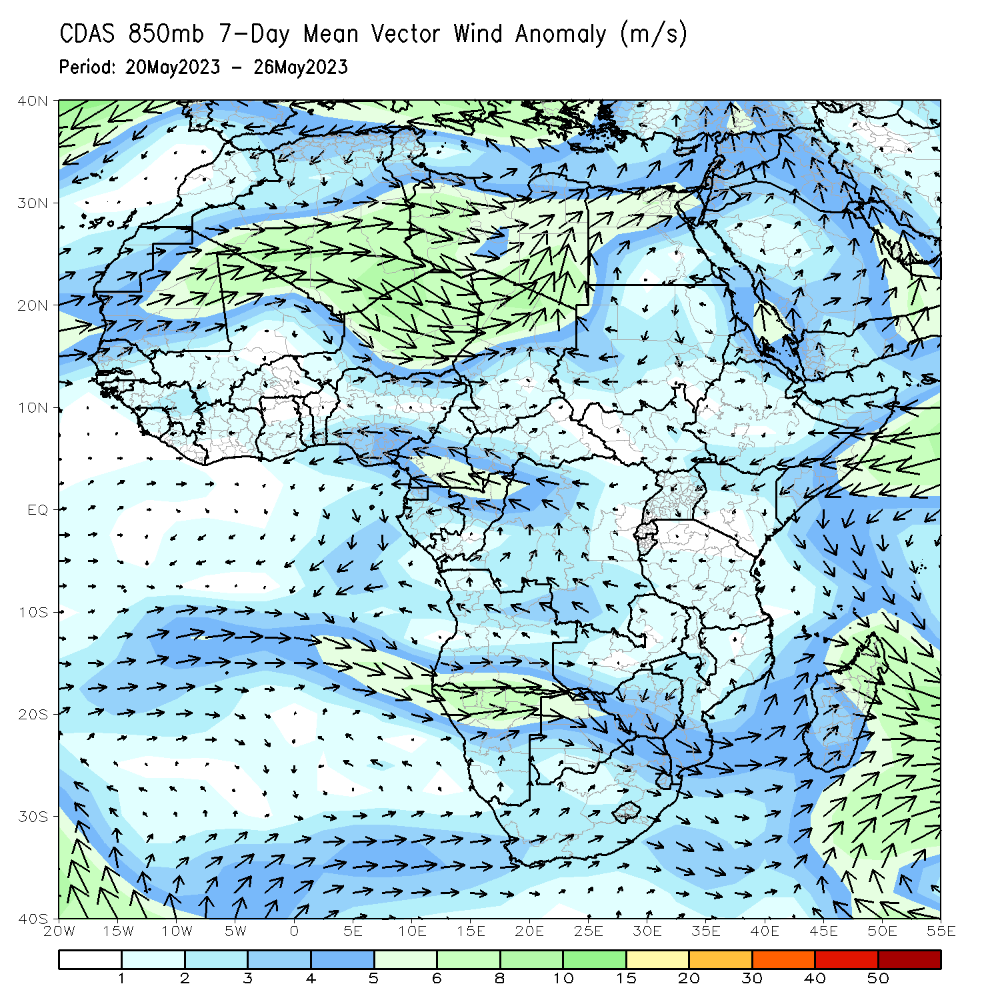 CDAS 850mb 7-Day Mean Vector Wind Anomaly (m/s)
Period: 20May2023 - 26May2023
40N
30N
20N
10N
EQ
10S
20S
30S
40S
20W 15W 10W 5W 0 5E 10E 15E 20E 25E 30E 35E 40E 45E 50E 55E
1 2 3 4 5 6 8 10 15 20 30 40 50